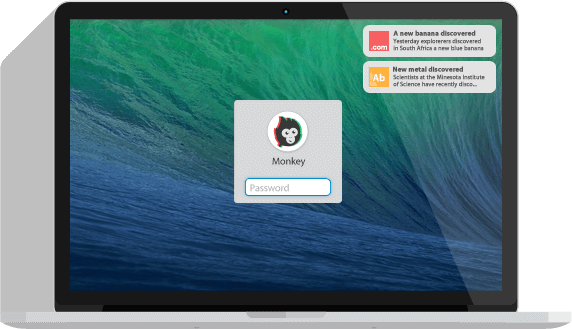 A new banana discovered
.com
Yesterday explorerers discovered
in South Africa a new blue banana
New metal discovered
Ab
Scientists at the Minesota Institute
of Science have recently disco...
Monkey
Password